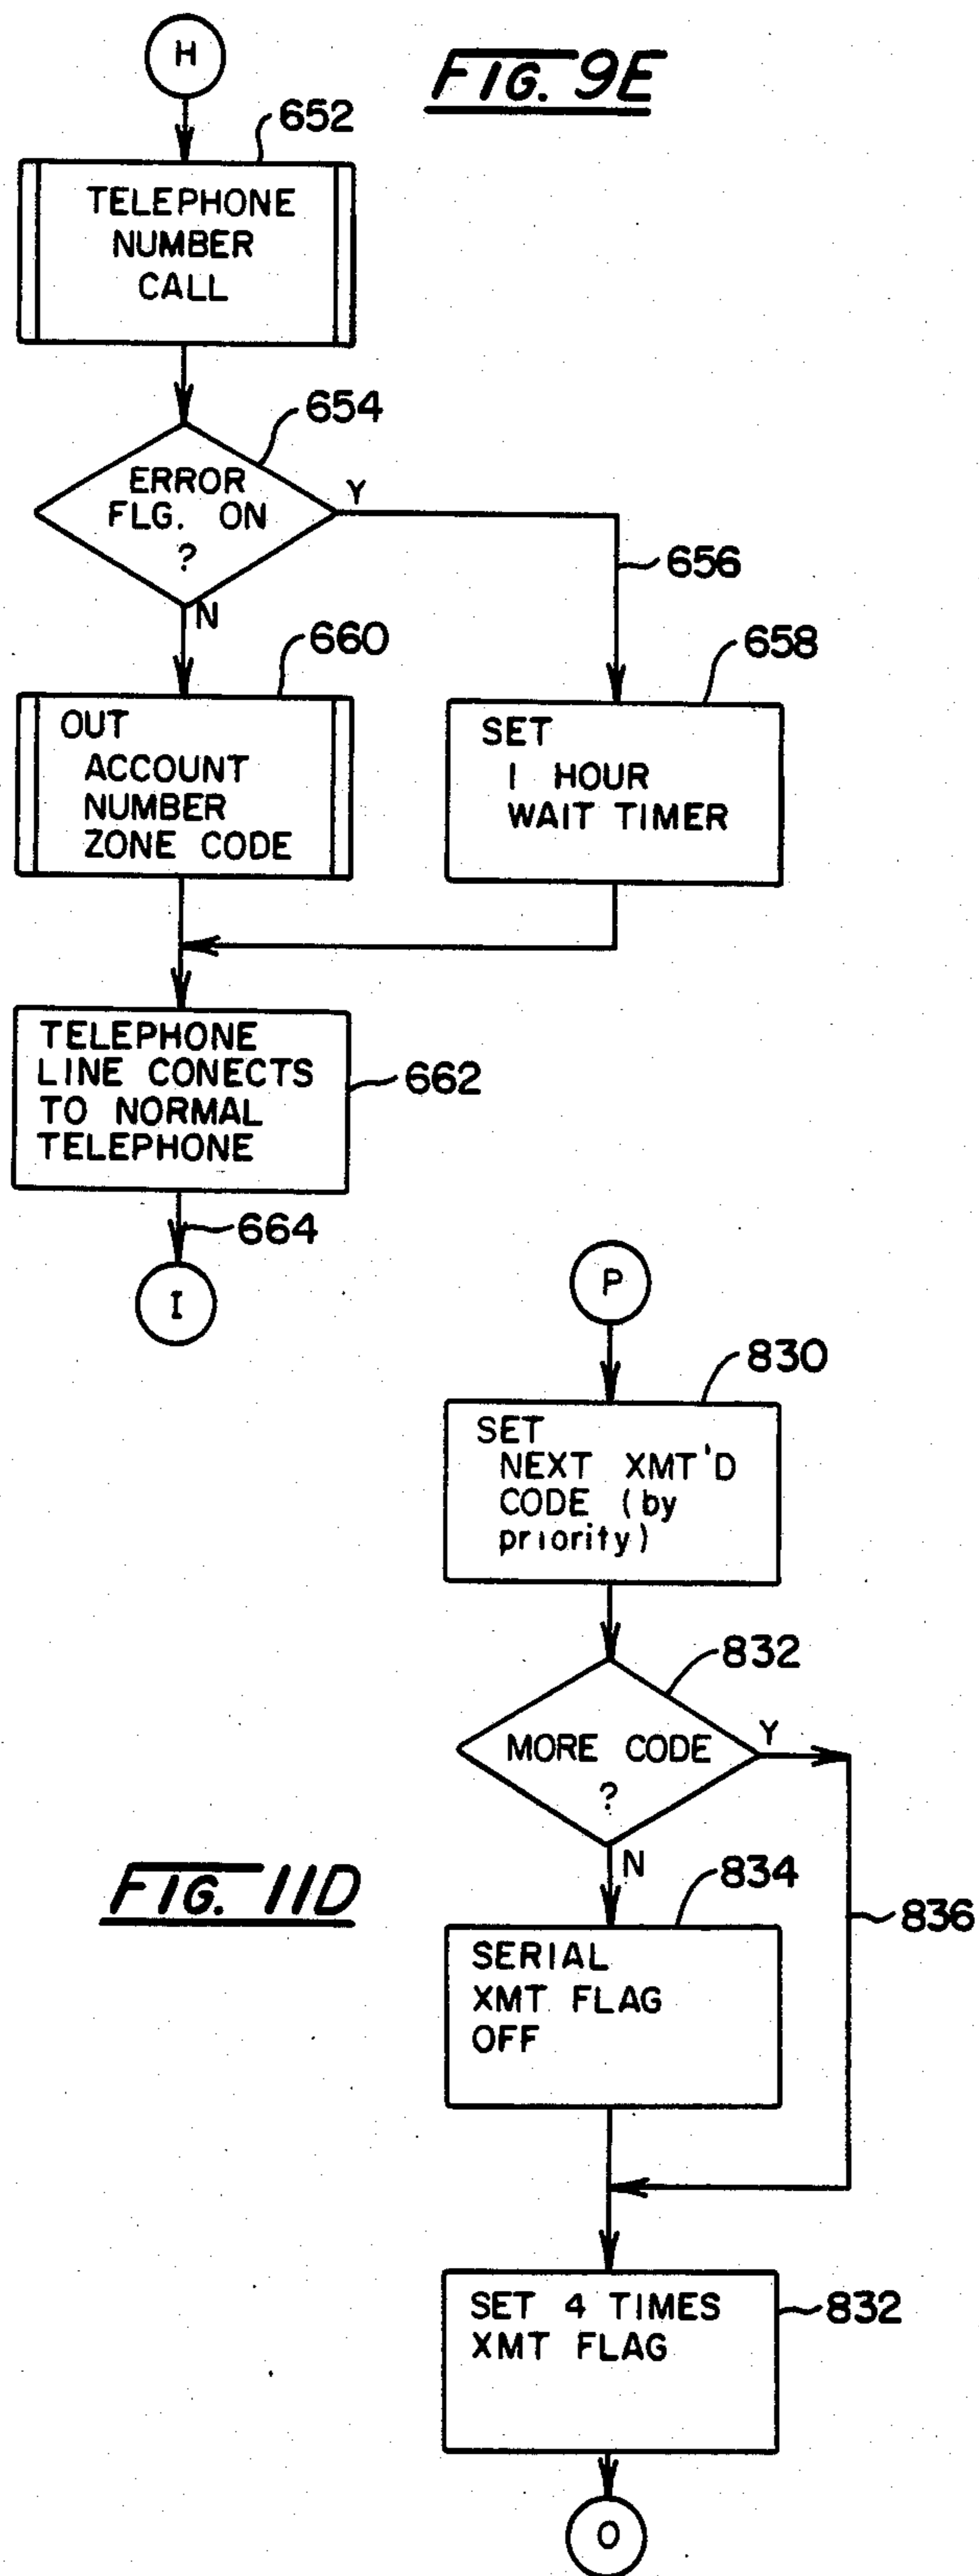 H
FIG. 9E
652
TELEPHONE
NUMBER
CALL
654
ERROR
FLG. ON
?
Y
656
N
660
658
OUT
ACCOUNT
NUMBER
ZONE CODE
SET
1 HOUR
WAIT TIMER
TELEPHONE
LINE CONECTS
TO NORMAL
TELEPHONE
662
664
I
P
830
SET
NEXT XMT'D
CODE (by
priority)
832
MORE CODE
?
Y
N
FIG. 11D
834
836
SERIAL
XMT FLAG
OFF
SET 4 TIMES
XMT FLAG
832
O